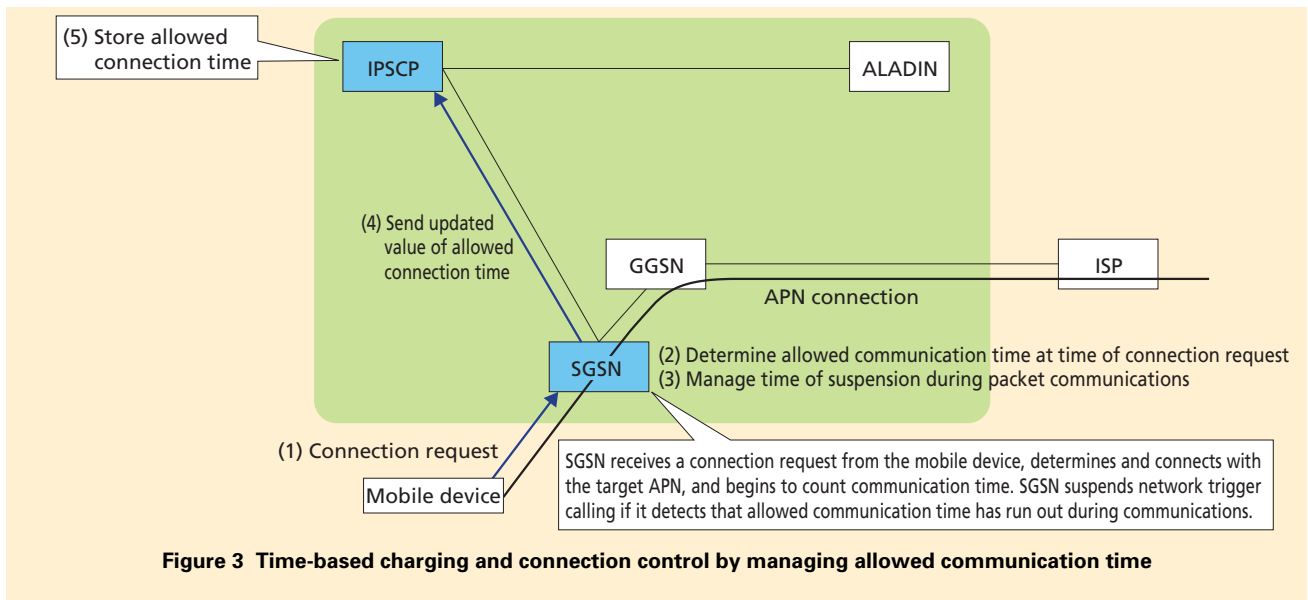 (5) Store allowed
connection time
IPSCP
ALADIN
(4) Send updated
value of allowed
connection time
GGSN
ISP
APN connection
SGSN
(2) Determine allowed communication time at time of connection request
(3) Manage time of suspension during packet communications
(1) Connection request
Mobile device
SGSN receives a connection request from the mobile device, determines and connects with
the target APN, and begins to count communication time. SGSN suspends network trigger
calling if it detects that allowed communication time has run out during communications.
Figure 3 Time-based charging and connection control by managing allowed communication time